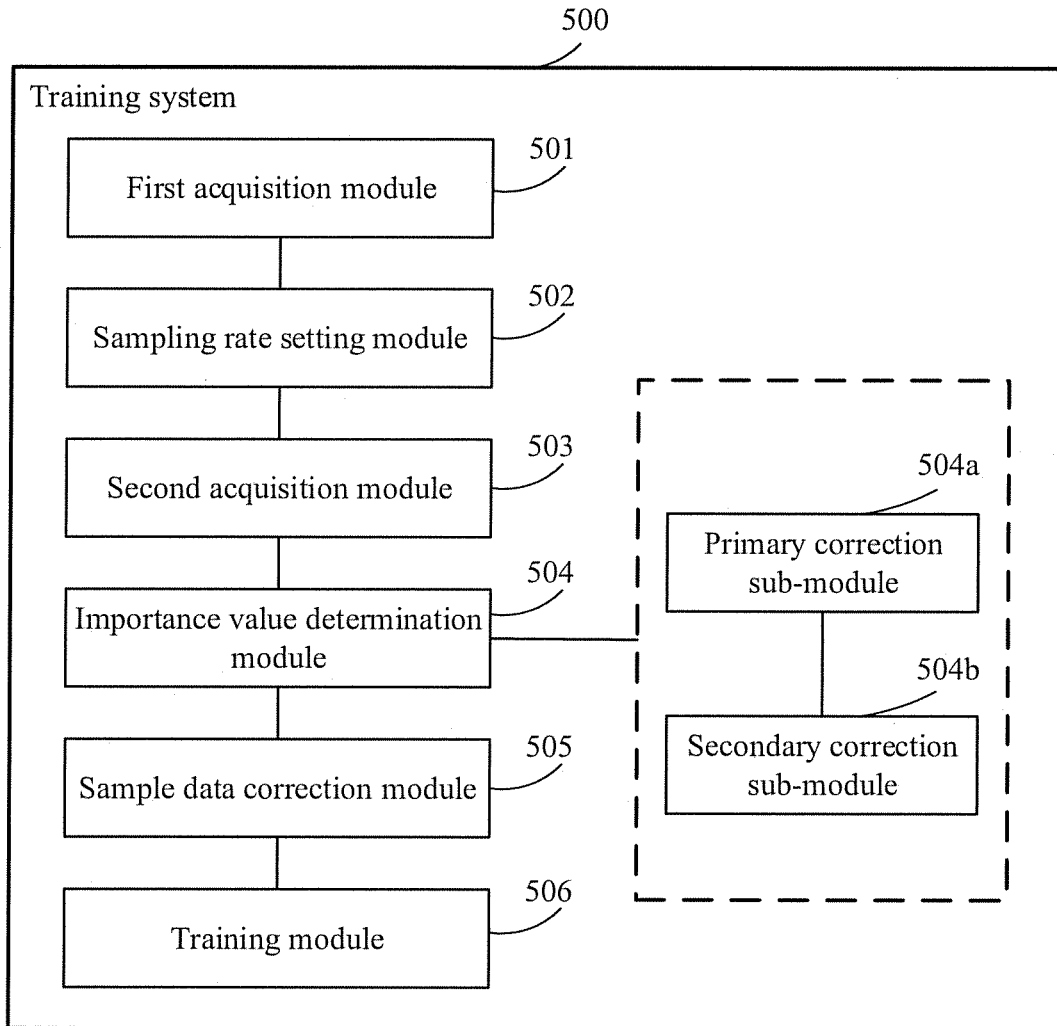 500
Training system
501
First acquisition module
502
Sampling rate setting module
503
Second acquisition module
504
Importance value determination
module
504a
Primary correction
sub-module
504b
Secondary correction
sub-module
505
Sample data correction module
506
Training module